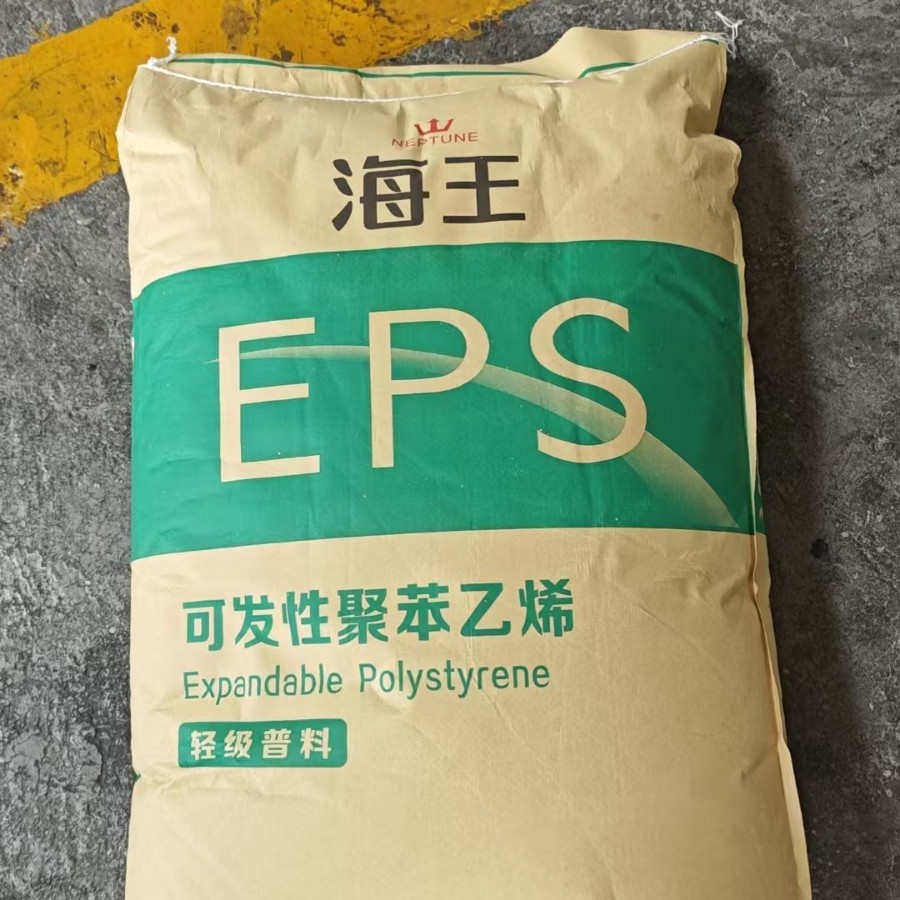 NEPTUNE
海王
EPS
可发性聚苯乙烯
Expandable Polystyrene
轻级普料